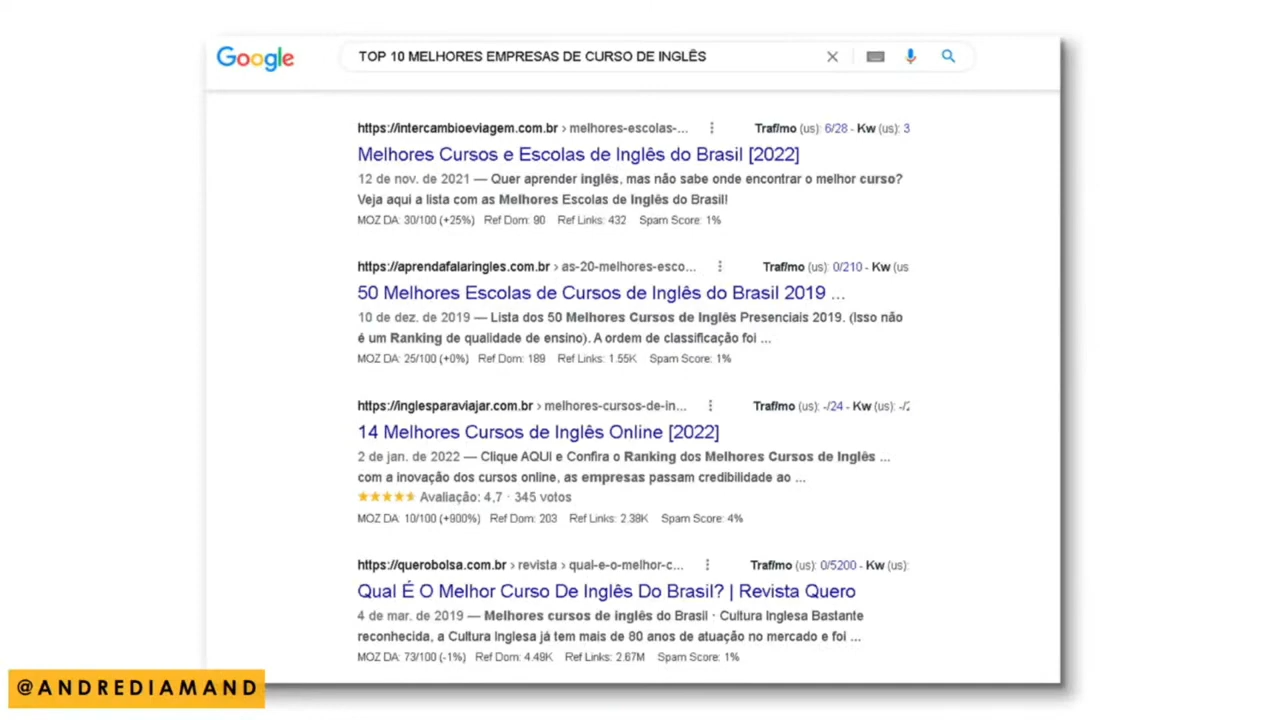 Google
TOP 10 MELHORES EMPRESAS DE CURSO DE INGLÊS
https://intercambioeviagem.com.br › melhores-escolas-... Traf/mo (us): 6/28 - Kw (us): 3
Melhores Cursos e Escolas de Inglês do Brasil [2022]
12 de nov. de 2021 — Quer aprender inglês, mas não sabe onde encontrar o melhor curso?
Veja aqui a lista com as Melhores Escolas de Inglês do Brasil!
MOZ DA: 30/100 (+25%) Ref Dom: 90 Ref Links: 432 Spam Score: 1%
https://aprendafalaringles.com.br › as-20-melhores-esco... Traf/mo (us): 0/210 - Kw (us
50 Melhores Escolas de Cursos de Inglês do Brasil 2019 ...
10 de dez. de 2019 — Lista dos 50 Melhores Cursos de Inglês Presenciais 2019. (Isso não
é um Ranking de qualidade de ensino). A ordem de classificação foi ...
MOZ DA: 25/100 (+0%) Ref Dom: 189 Ref Links: 1.55K Spam Score: 1%
https://inglesparaviajar.com.br › melhores-cursos-de-in... Traf/mo (us): -/24 - Kw (us): -/2
14 Melhores Cursos de Inglês Online [2022]
2 de jan. de 2022 — Clique AQUI e Confira o Ranking dos Melhores Cursos de Inglês ...
com a inovação dos cursos online, as empresas passam credibilidade ao ...
Avaliação: 4,7 · 345 votos
MOZ DA: 10/100 (+900%) Ref Dom: 203 Ref Links: 2.38K Spam Score: 4%
https://querobolsa.com.br › revista › qual-e-o-melhor-c... Traf/mo (us): 0/5200 - Kw (us):
Qual É O Melhor Curso De Inglês Do Brasil? | Revista Quero
4 de mar. de 2019 — Melhores cursos de inglês do Brasil · Cultura Inglesa Bastante
reconhecida, a Cultura Inglesa já tem mais de 80 anos de atuação no mercado e foi ...
MOZ DA: 73/100 (-1%) Ref Dom: 4.49K Ref Links: 2.67M Spam Score: 1%
@ANDREDIAMAND